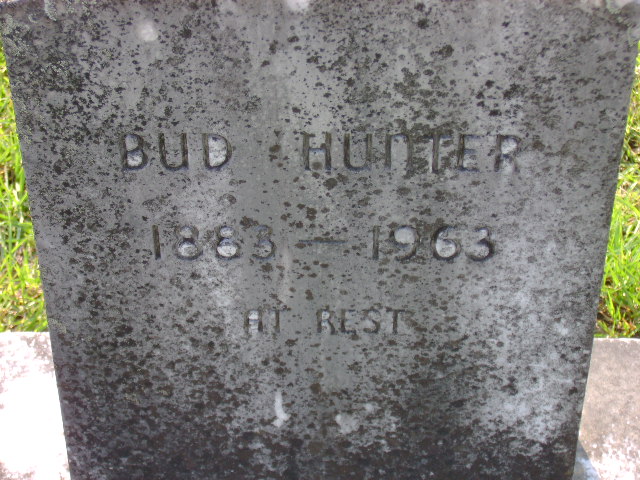 BUD HUNTER
1883 — 1963
AT REST